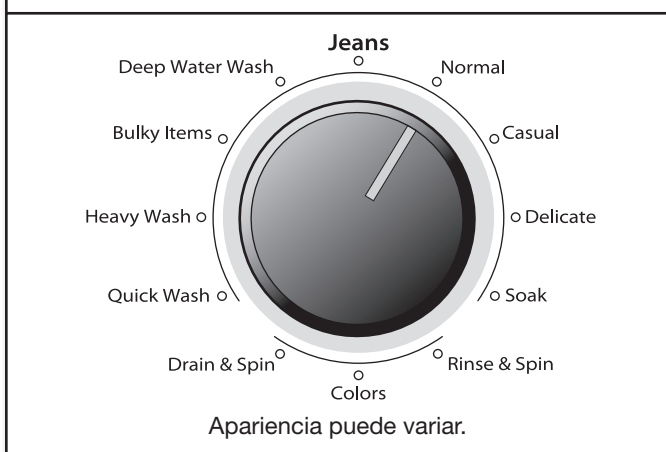 Jeans
Deep Water Wash
Normal
Bulky Items
Casual
Heavy Wash
Delicate
Quick Wash
Soak
Drain & Spin
Rinse & Spin
Colors
Apariencia puede variar.